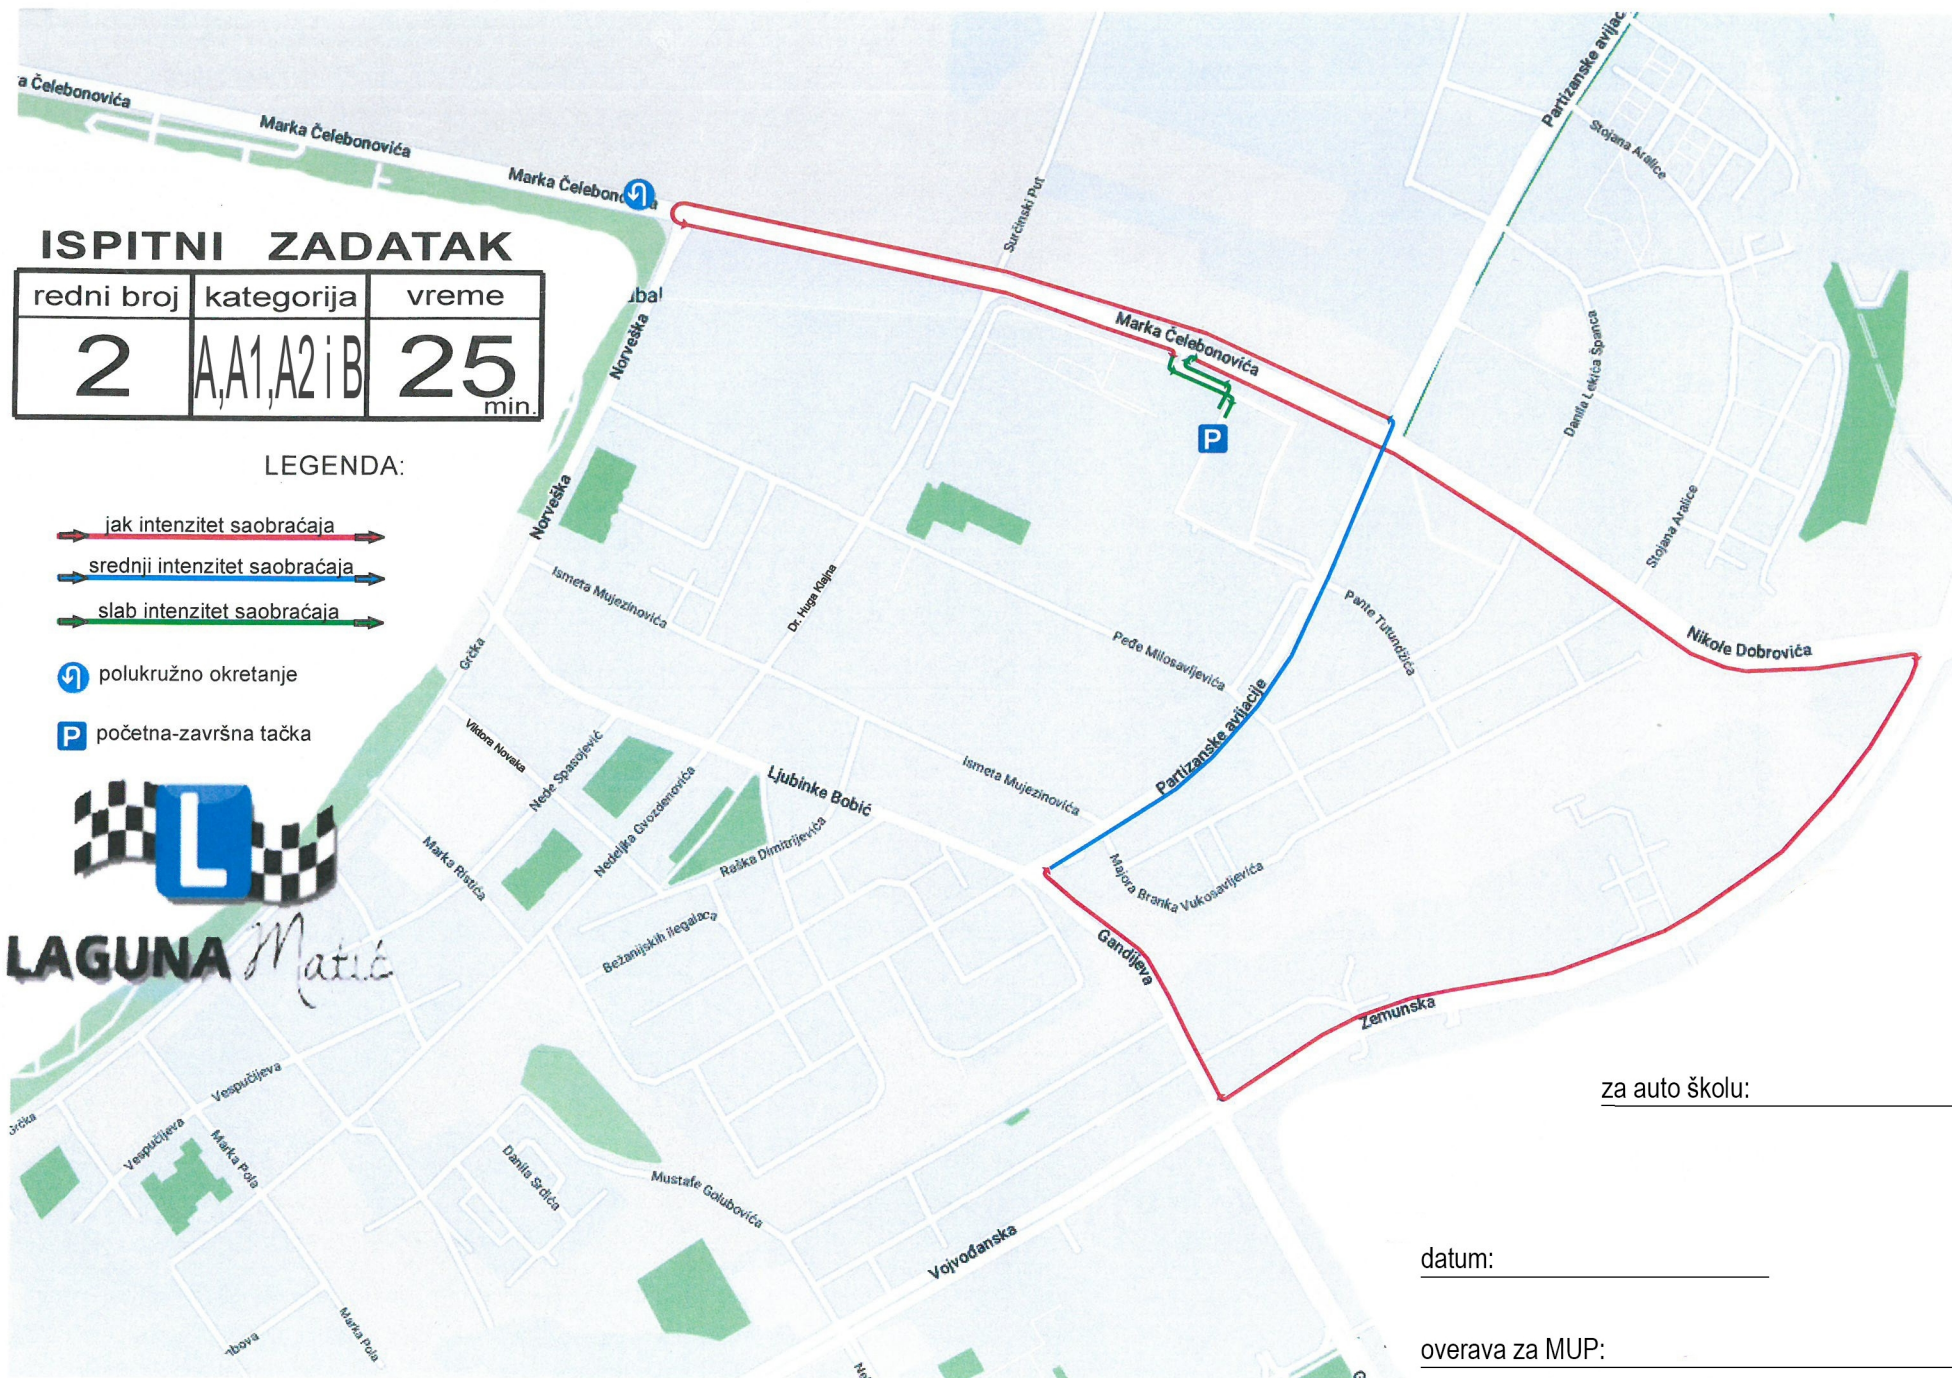 a Čelebonovića
Marka Čelebonovića
Marka Čelebon
ISPITNI ZADATAK
redni broj kategorija vreme
2 A,A1,A2 i B 25
min.
LEGENDA:
jak intenzitet saobraćaja
srednji intenzitet saobraćaja
slab intenzitet saobraćaja
polukružno okretanje
P početna-završna tačka
L
LAGUNA Matić
Partizanske avijac
Stojana Aralice
Surčinski Put
Norveška
Marka Čelebonovića
P
Danila Lekića Španca
Norveška
Stojana Aralice
Ismeta Mujezinovića
Dr. Huga Klajna
Pante Tutundžića
Peđe Milosavljevića
Nikole Dobrovića
Grčka
Partizanske avijacije
Viktora Novaka
Nede Spasojević
Nedeljka Gvozdenovića
Ljubinke Bobić
Ismeta Mujezinovića
Raška Dimitrijevića
Marka Ristića
Majora Branka Vukosavljevića
Bežanijskih ilegalaca
Gandijeva
Zemunska
Vespučijeva
Grčka
Vespučijeva
Marka Pola
Danila Srdića
Mustafe Golubovića
Vojvođanska
Marka Pola
za auto školu:
datum:
overava za MUP: